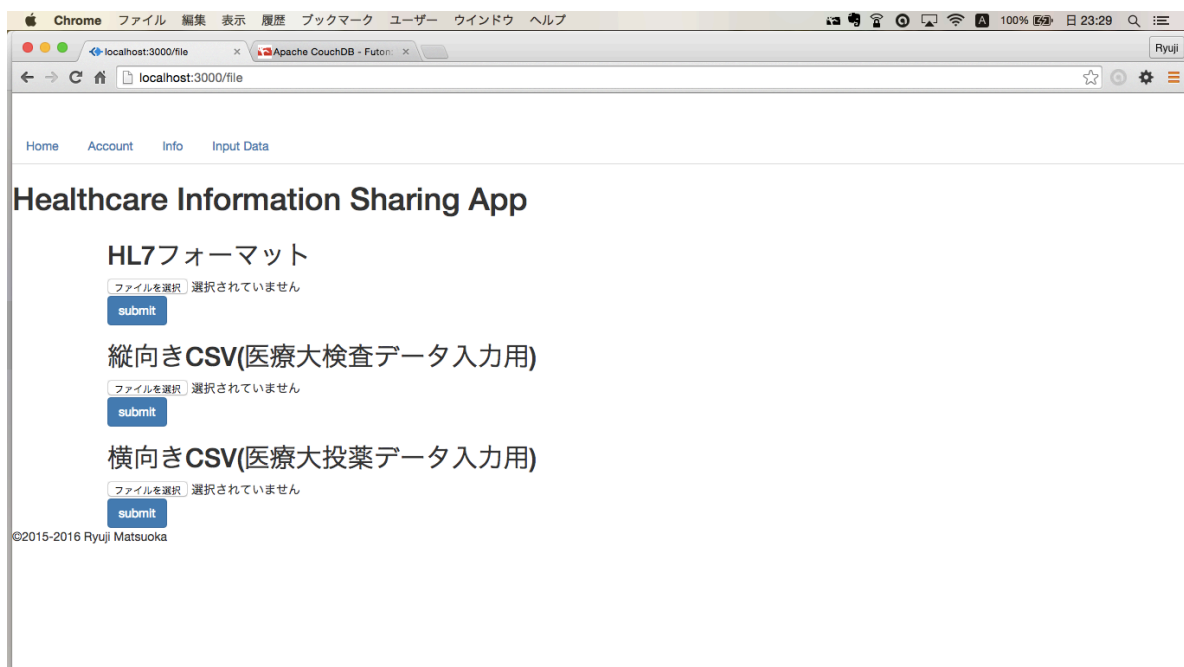 Chrome ファイル 編集 表示 履歴 ブックマーク ユーザー ウインドウ ヘルプ 100% 日 23:29
localhost:3000/file × Apache CouchDB - Futon: ×
Ryuji
localhost:3000/file
Home Account Info Input Data
Healthcare Information Sharing App
HL7フォーマット
ファイルを選択 選択されていません
submit
縦向きCSV(医療大検査データ入力用)
ファイルを選択 選択されていません
submit
横向きCSV(医療大投薬データ入力用)
ファイルを選択 選択されていません
submit
©2015-2016 Ryuji Matsuoka